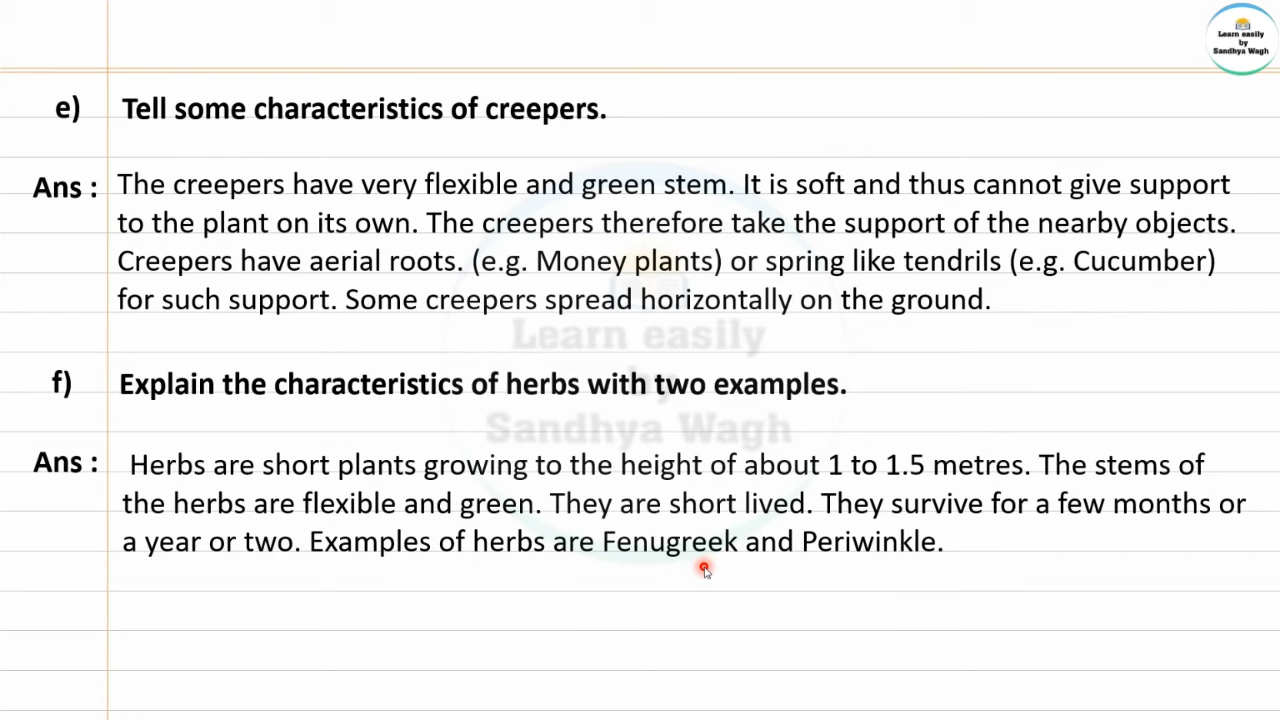 Learn easily
by
Sandhya Wagh
e) Tell some characteristics of creepers.
Ans : The creepers have very flexible and green stem. It is soft and thus cannot give support
to the plant on its own. The creepers therefore take the support of the nearby objects.
Creepers have aerial roots. (e.g. Money plants) or spring like tendrils (e.g. Cucumber)
for such support. Some creepers spread horizontally on the ground.
Learn easily
by
Sandhya Wagh
f) Explain the characteristics of herbs with two examples.
Ans : Herbs are short plants growing to the height of about 1 to 1.5 metres. The stems of
the herbs are flexible and green. They are short lived. They survive for a few months or
a year or two. Examples of herbs are Fenugreek and Periwinkle.